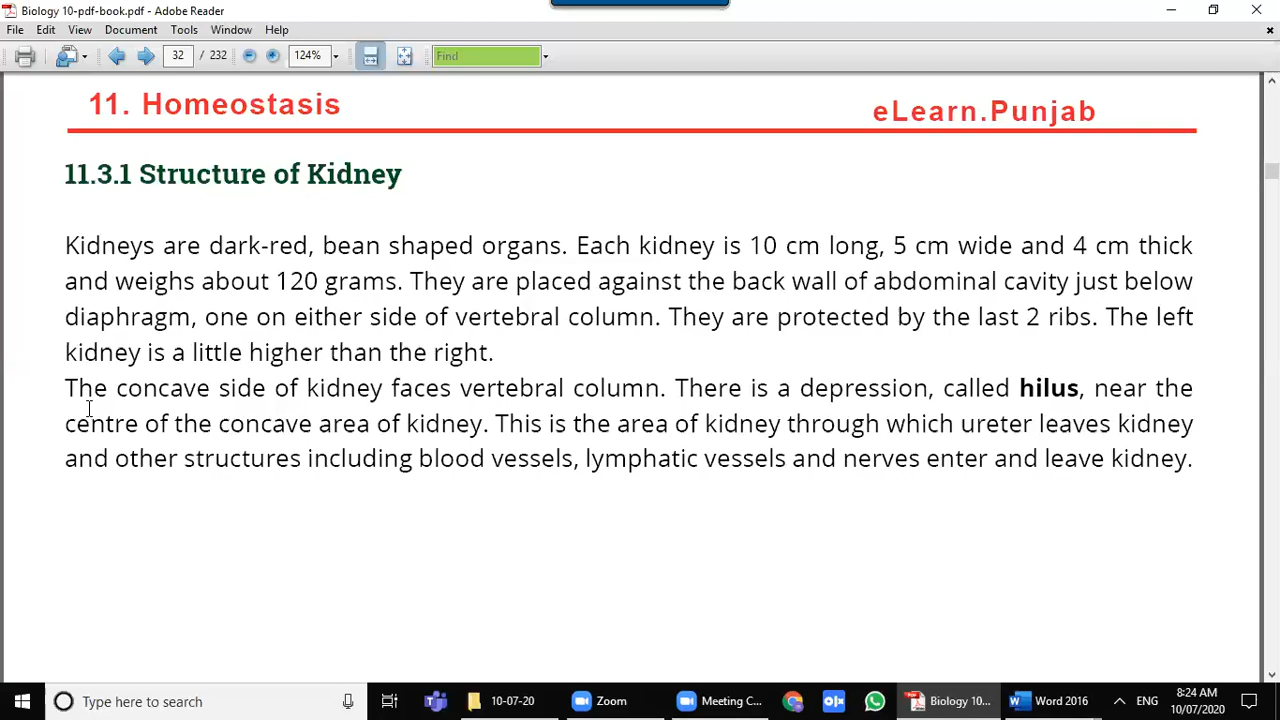 Biology 10-pdf-book.pdf - Adobe Reader
File Edit View Document Tools Window Help
32 / 232 124% Find
11. Homeostasis eLearn.Punjab
11.3.1 Structure of Kidney
Kidneys are dark-red, bean shaped organs. Each kidney is 10 cm long, 5 cm wide and 4 cm thick
and weighs about 120 grams. They are placed against the back wall of abdominal cavity just below
diaphragm, one on either side of vertebral column. They are protected by the last 2 ribs. The left
kidney is a little higher than the right.
The concave side of kidney faces vertebral column. There is a depression, called hilus, near the
centre of the concave area of kidney. This is the area of kidney through which ureter leaves kidney
and other structures including blood vessels, lymphatic vessels and nerves enter and leave kidney.
Type here to search 10-07-20 Zoom Meeting C... Biology 10... Word 2016 ENG 8:24 AM
10/07/2020